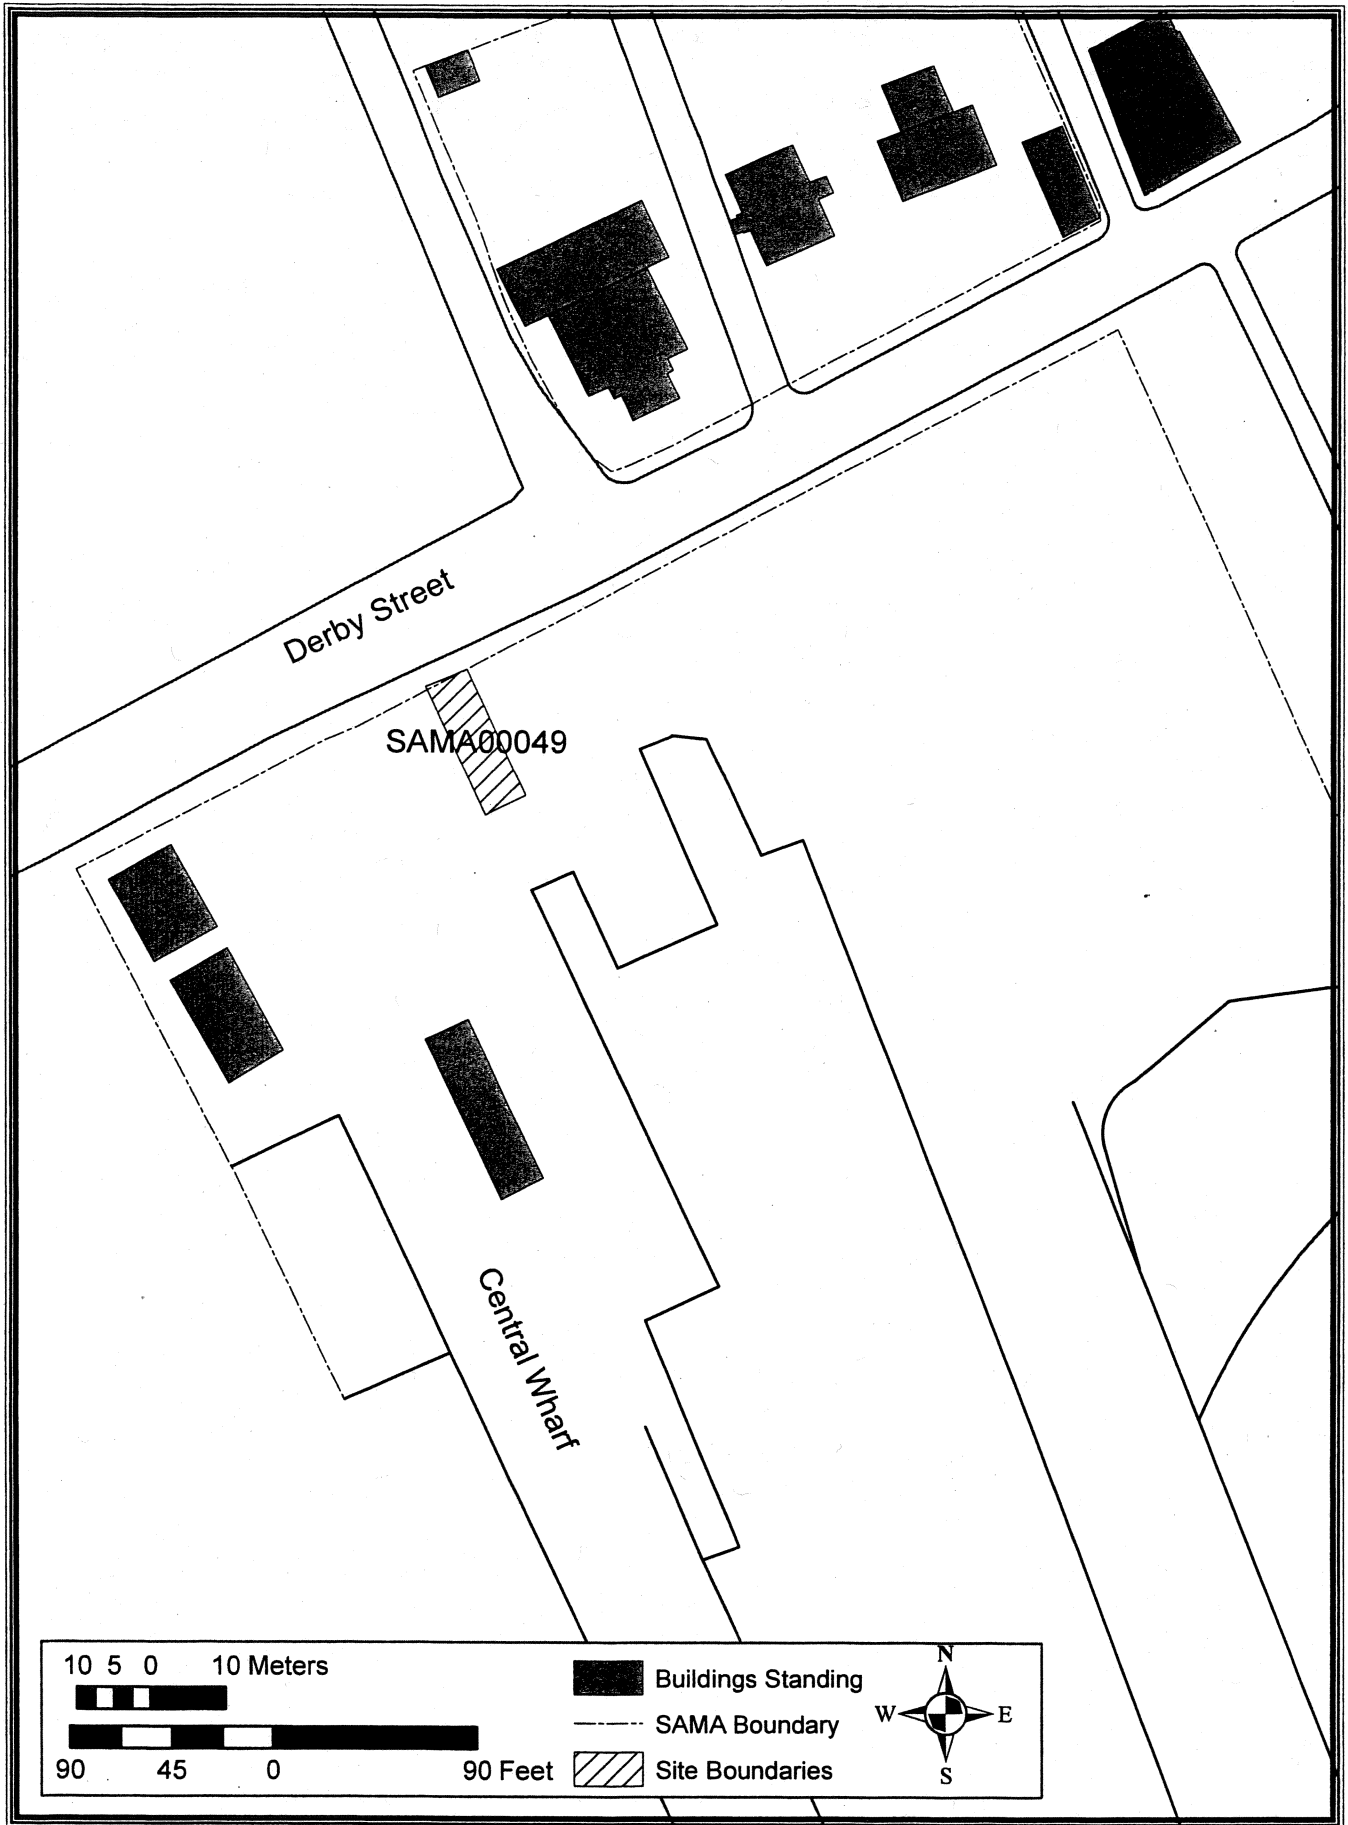 Derby Street
SAMA00049
Central Wharf
10 5 0 10 Meters
90 45 0 90 Feet
Buildings Standing
SAMA Boundary
Site Boundaries
N
W E
S